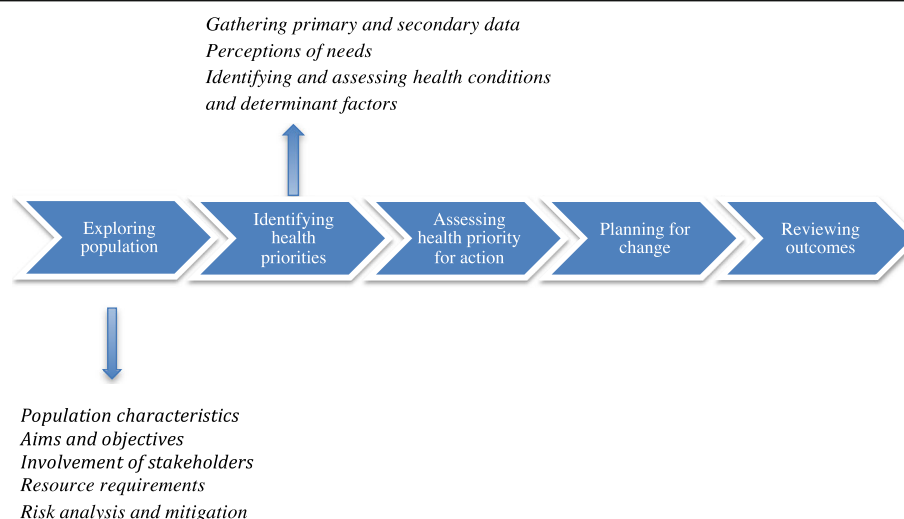 Gathering primary and secondary data
Perceptions of needs
Identifying and assessing health conditions
and determinant factors
Exploring
population
Identifying
health
priorities
Assessing
health priority
for action
Planning for
change
Reviewing
outcomes
Population characteristics
Aims and objectives
Involvement of stakeholders
Resource requirements
Risk analysis and mitigation